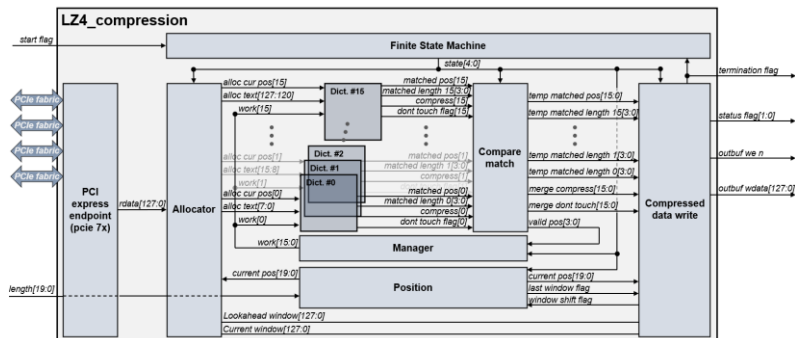 LZ4_compression
start flag
Finite State Machine
state[4:0]
termination flag
status flag[1:0]
outbuf we n
outbuf wdata[127:0]
PCIe fabric
PCIe fabric
PCIe fabric
PCIe fabric
PCI
express
endpoint
(pcie 7x)
rdata[127:0]
Allocator
alloc cur pos[15]
alloc text[127:120]
work[15]
alloc cur pos[1]
alloc text[15:8]
work[1]
alloc cur pos[0]
alloc text[7:0]
work[0]
Dict. #15
Dict. #2
Dict. #1
Dict. #0
matched pos[15]
matched length 15[3:0]
compress[15]
dont touch flag[15]
matched pos[1]
matched length 1[3:0]
compress[1]
matched pos[0]
matched length 0[3:0]
compress[0]
dont touch flag[0]
Compare
match
temp matched pos[15:0]
temp matched length 15[3:0]
temp matched length 1[3:0]
temp matched length 0[3:0]
merge compress[15:0]
merge dont touch[15:0]
valid pos[3:0]
Compressed
data write
work[15:0]
Manager
current pos[19:0]
Position
current pos[19:0]
last window flag
window shift flag
length[19:0]
Lookahead window[127:0]
Current window[127:0]